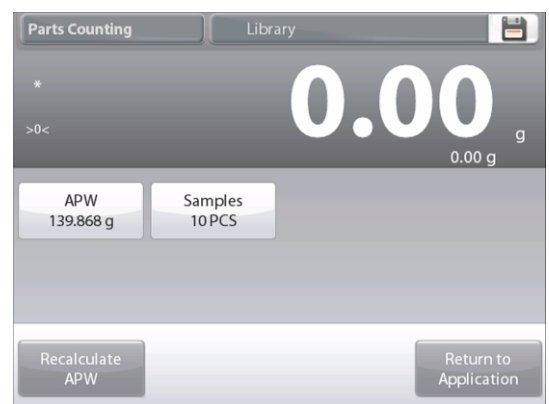 Parts Counting
Library
*
>0<
0.00 g
0.00 g
APW
139.868 g
Samples
10 PCS
Recalculate
APW
Return to
Application